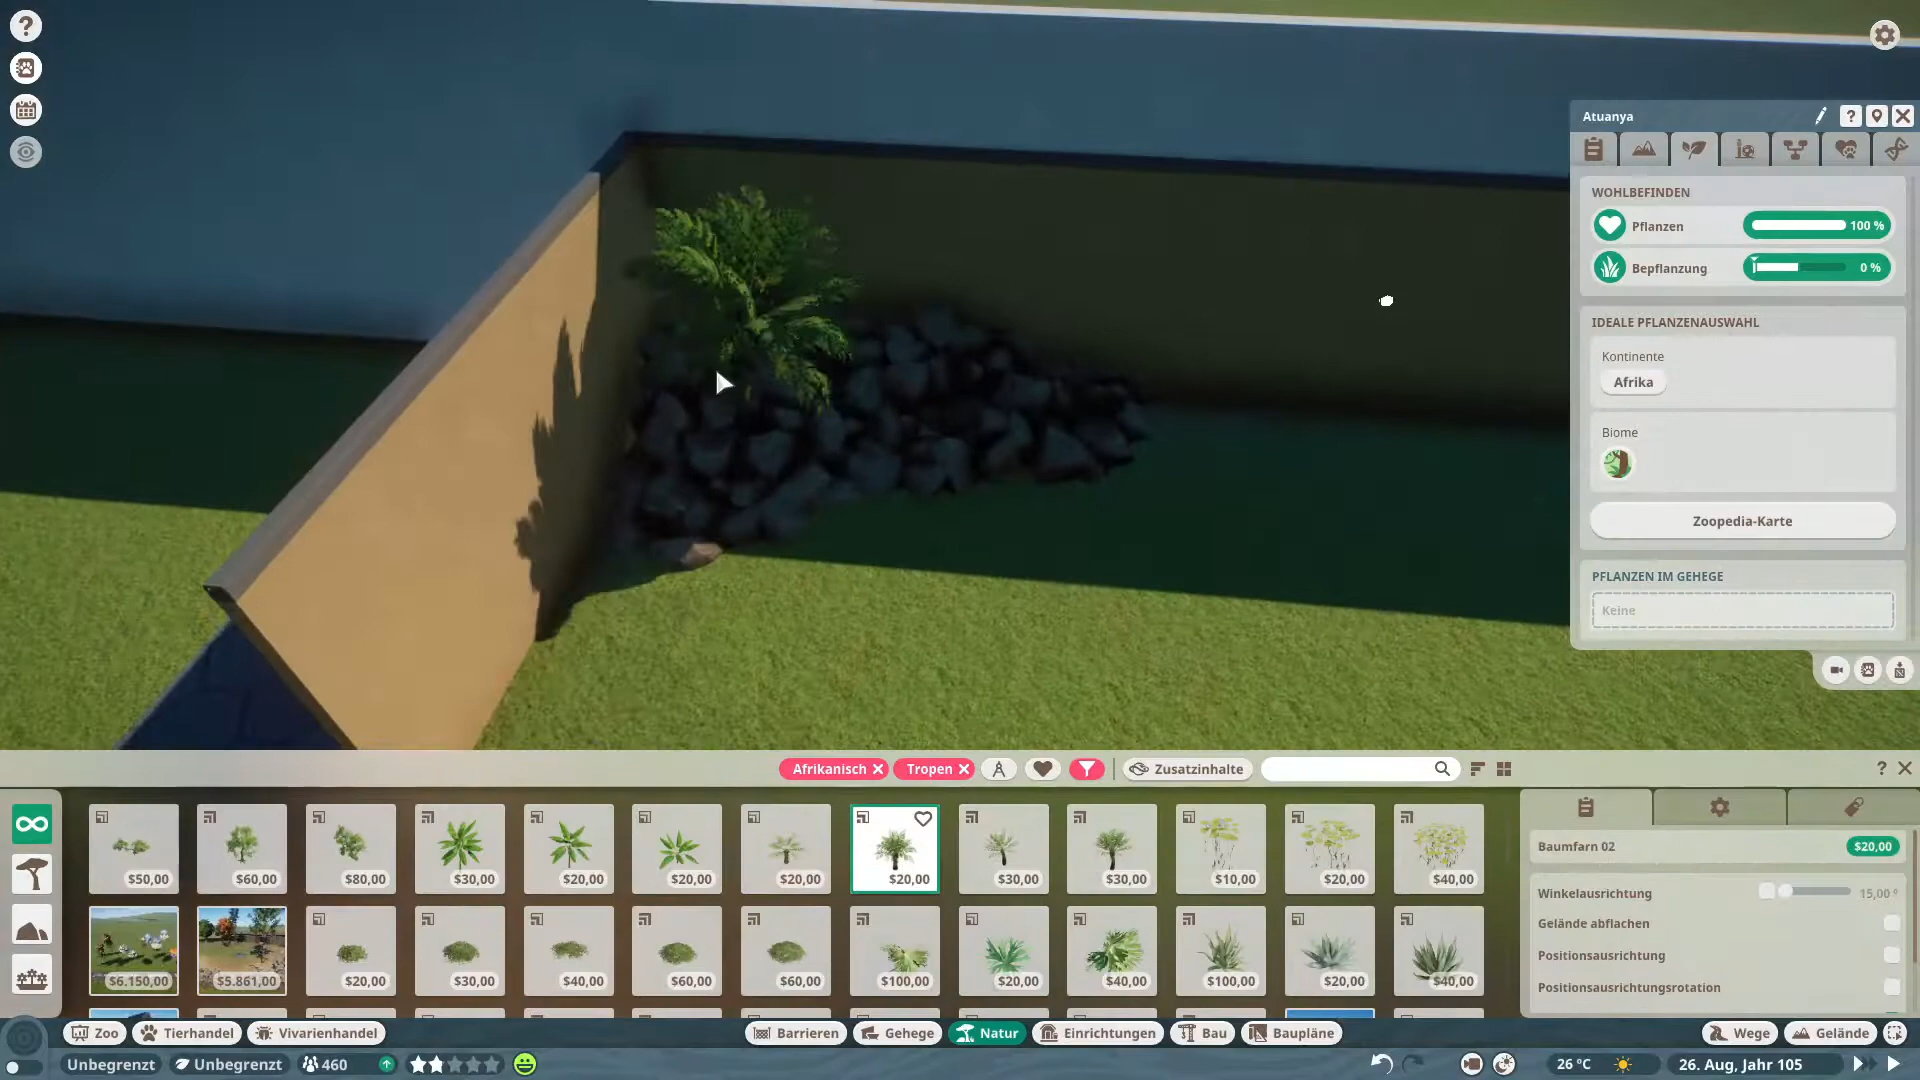 Atuanya
WOHLBEFINDEN
Pflanzen 100 %
Bepflanzung 0 %
IDEALE PFLANZENAUSWAHL
Kontinente
Afrika
Biome
Zoopedia-Karte
PFLANZEN IM GEHEGE
Keine
Afrikanisch Tropen Zusatzinhalte
$50,00 $60,00 $80,00 $30,00 $20,00 $20,00 $20,00 $20,00 $30,00 $30,00 $10,00 $20,00 $40,00
$6.150,00 $5.861,00 $20,00 $30,00 $40,00 $60,00 $60,00 $100,00 $20,00 $40,00 $100,00 $20,00 $40,00
Baumfarn 02 $20,00
Winkelausrichtung 15,00 °
Gelände abflachen
Positionsausrichtung
Positionsausrichtungsrotation
Zoo Tierhandel Vivarienhandel Barrieren Gehege Natur Einrichtungen Bau Baupläne Wege Gelände
Unbegrenzt Unbegrenzt 460 26 °C 26. Aug, Jahr 105